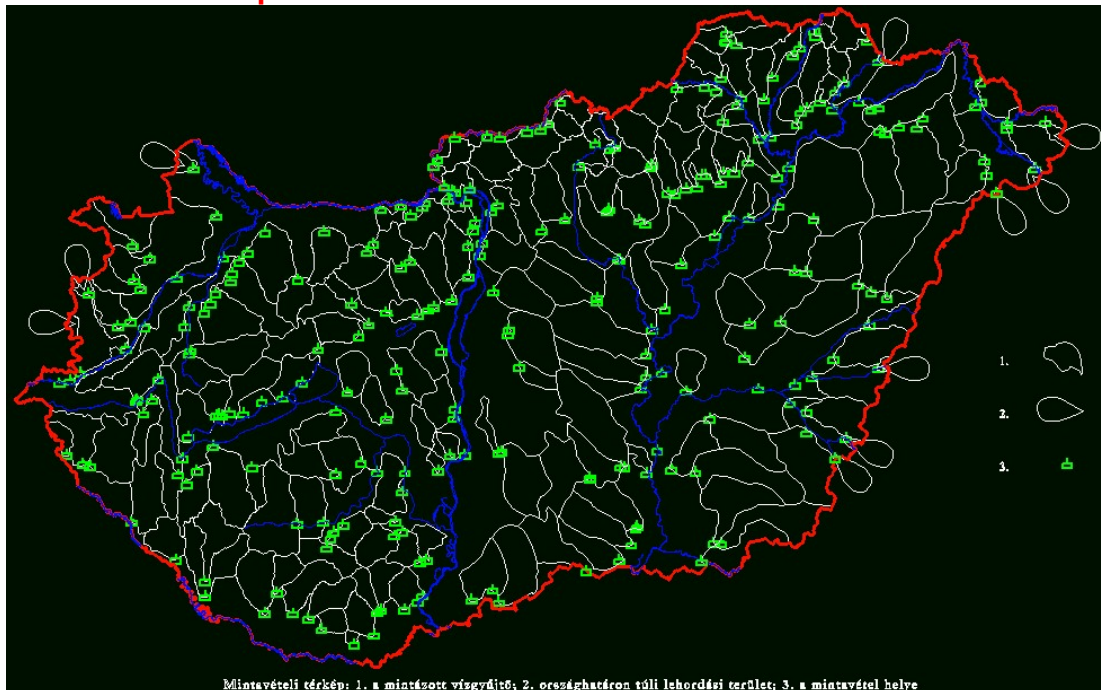 1.
2.
3.
Mintavételi térkép: 1. a mintázott vízgyűjtő; 2. országhatáron túli lehordási terület; 3. a mintavétel helye